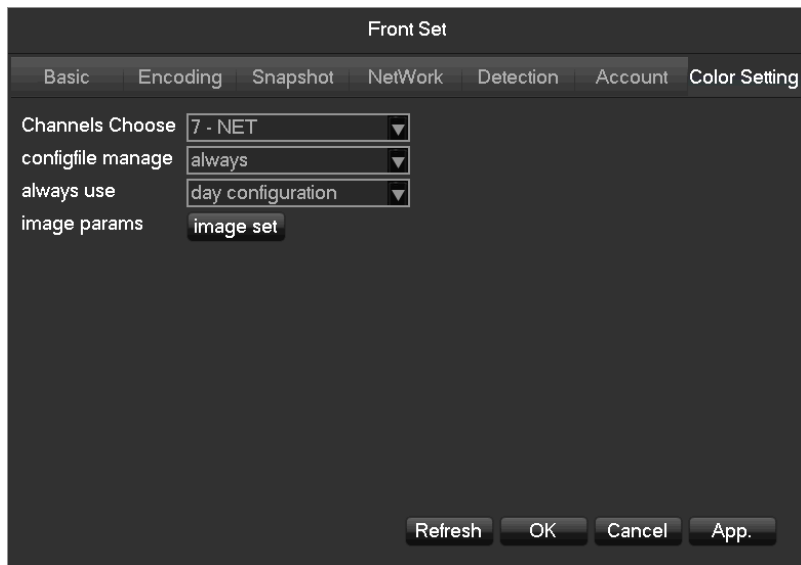 Front Set
Basic Encoding Snapshot NetWork Detection Account Color Setting
Channels Choose 7 - NET
configfile manage always
always use day configuration
image params image set
Refresh OK Cancel App.